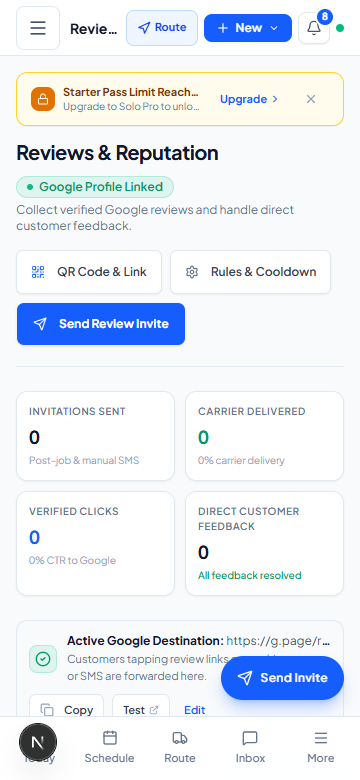 Revie...
Route
New
8
Starter Pass Limit Reach...
Upgrade to Solo Pro to unlo...
Upgrade
Reviews & Reputation
Google Profile Linked
Collect verified Google reviews and handle direct
customer feedback.
QR Code & Link
Rules & Cooldown
Send Review Invite
INVITATIONS SENT
0
Post-job & manual SMS
CARRIER DELIVERED
0
0% carrier delivery
VERIFIED CLICKS
0
0% CTR to Google
DIRECT CUSTOMER
FEEDBACK
0
All feedback resolved
Active Google Destination: https://g.page/r...
Customers tapping review links
or SMS are forwarded here.
Send Invite
Copy
Test
Edit
N
Schedule
Route
Inbox
More